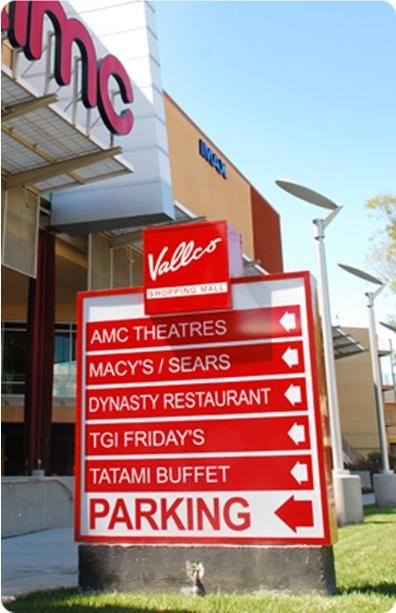 amc
IMAX
Vallco
SHOPPING MALL
AMC THEATRES
MACY'S / SEARS
DYNASTY RESTAURANT
TGI FRIDAY'S
TATAMI BUFFET
PARKING